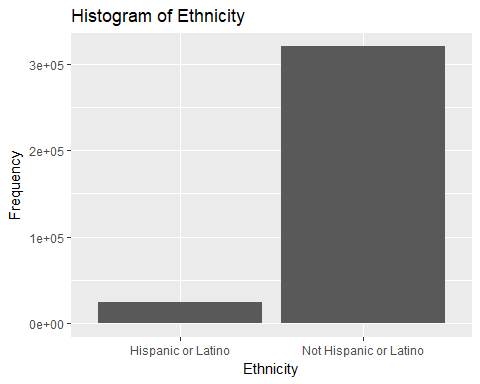 Histogram of Ethnicity
3e+05
2e+05
1e+05
0e+00
Frequency
Hispanic or Latino
Not Hispanic or Latino
Ethnicity